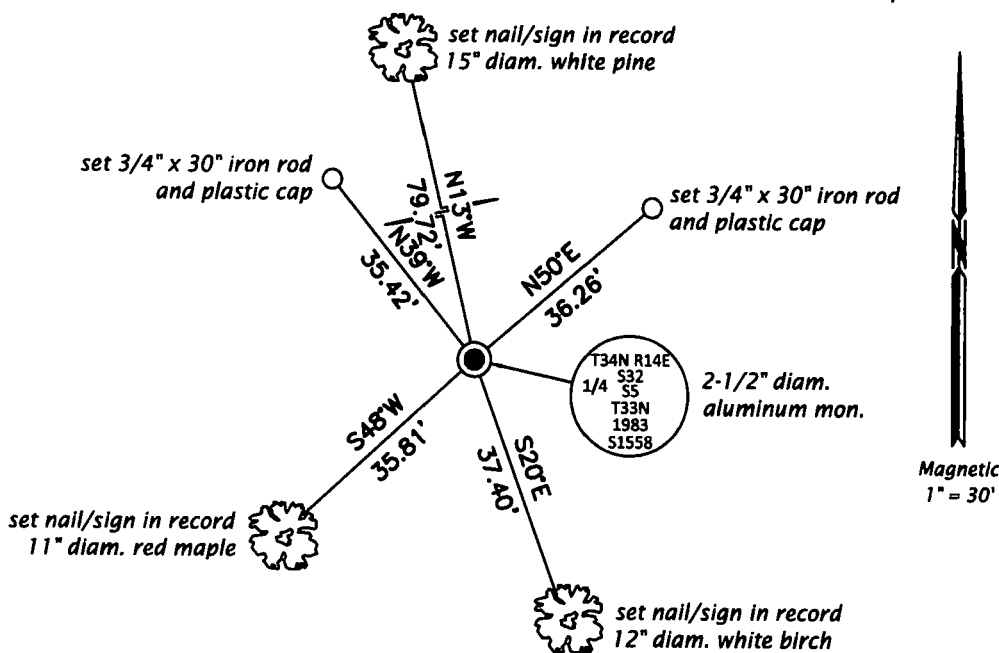 set nail/sign in record
15" diam. white pine
set 3/4" x 30" iron rod
and plastic cap
N13°W
79.72'
N39°W
35.42'
set 3/4" x 30" iron rod
and plastic cap
N50°E
36.26'
N
T34N R14E
S32
1/4
S5
T33N
1983
S1558
2-1/2" diam.
aluminum mon.
S48°W
35.81'
S20°E
37.40'
Magnetic
1" = 30'
set nail/sign in record
11" diam. red maple
set nail/sign in record
12" diam. white birch